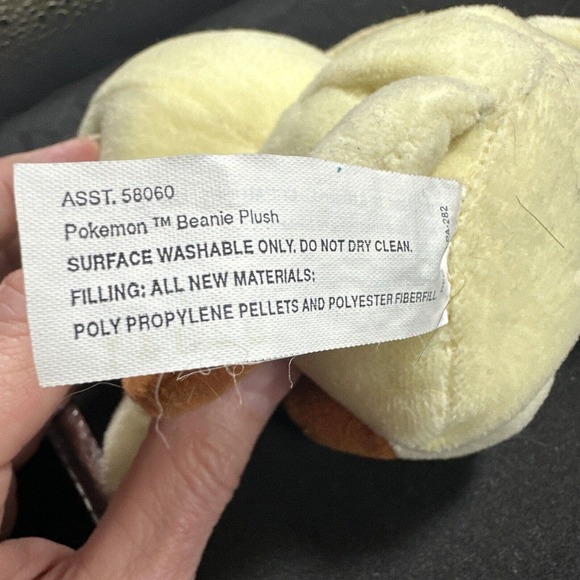 ASST. 58060
Pokemon ™ Beanie Plush
SURFACE WASHABLE ONLY, DO NOT DRY CLEAN.
FILLING: ALL NEW MATERIALS;
POLY PROPYLENE PELLETS AND POLYESTER FIBERFILL